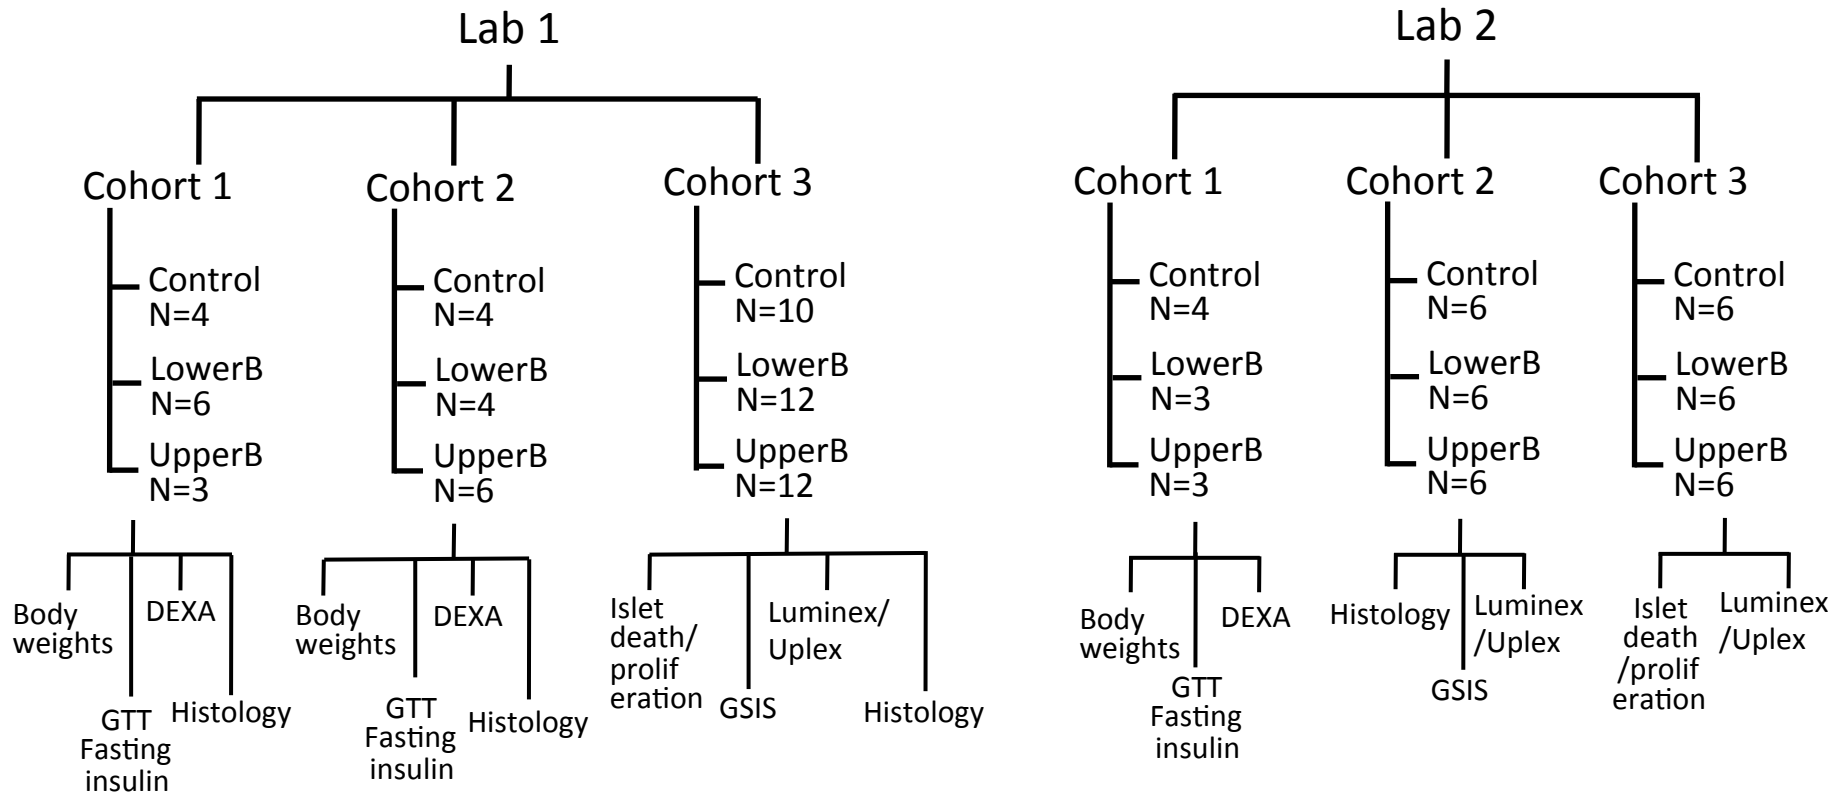 Lab 1
Cohort 1
Control
N=4
LowerB
N=6
UpperB
N=3
Body
weights
GTT
Fasting
insulin
DEXA
Histology
Cohort 2
Control
N=4
LowerB
N=4
UpperB
N=6
Body
weights
GTT
Fasting
insulin
DEXA
Histology
Cohort 3
Control
N=10
LowerB
N=12
UpperB
N=12
Islet
death/
prolif
eration
GSIS
Luminex/
Uplex
Histology
Lab 2
Cohort 1
Control
N=4
LowerB
N=3
UpperB
N=3
Body
weights
GTT
Fasting
insulin
DEXA
Cohort 2
Control
N=6
LowerB
N=6
UpperB
N=6
Histology
GSIS
Luminex
/Uplex
Cohort 3
Control
N=6
LowerB
N=6
UpperB
N=6
Islet
death
/prolif
eration
Luminex
/Uplex